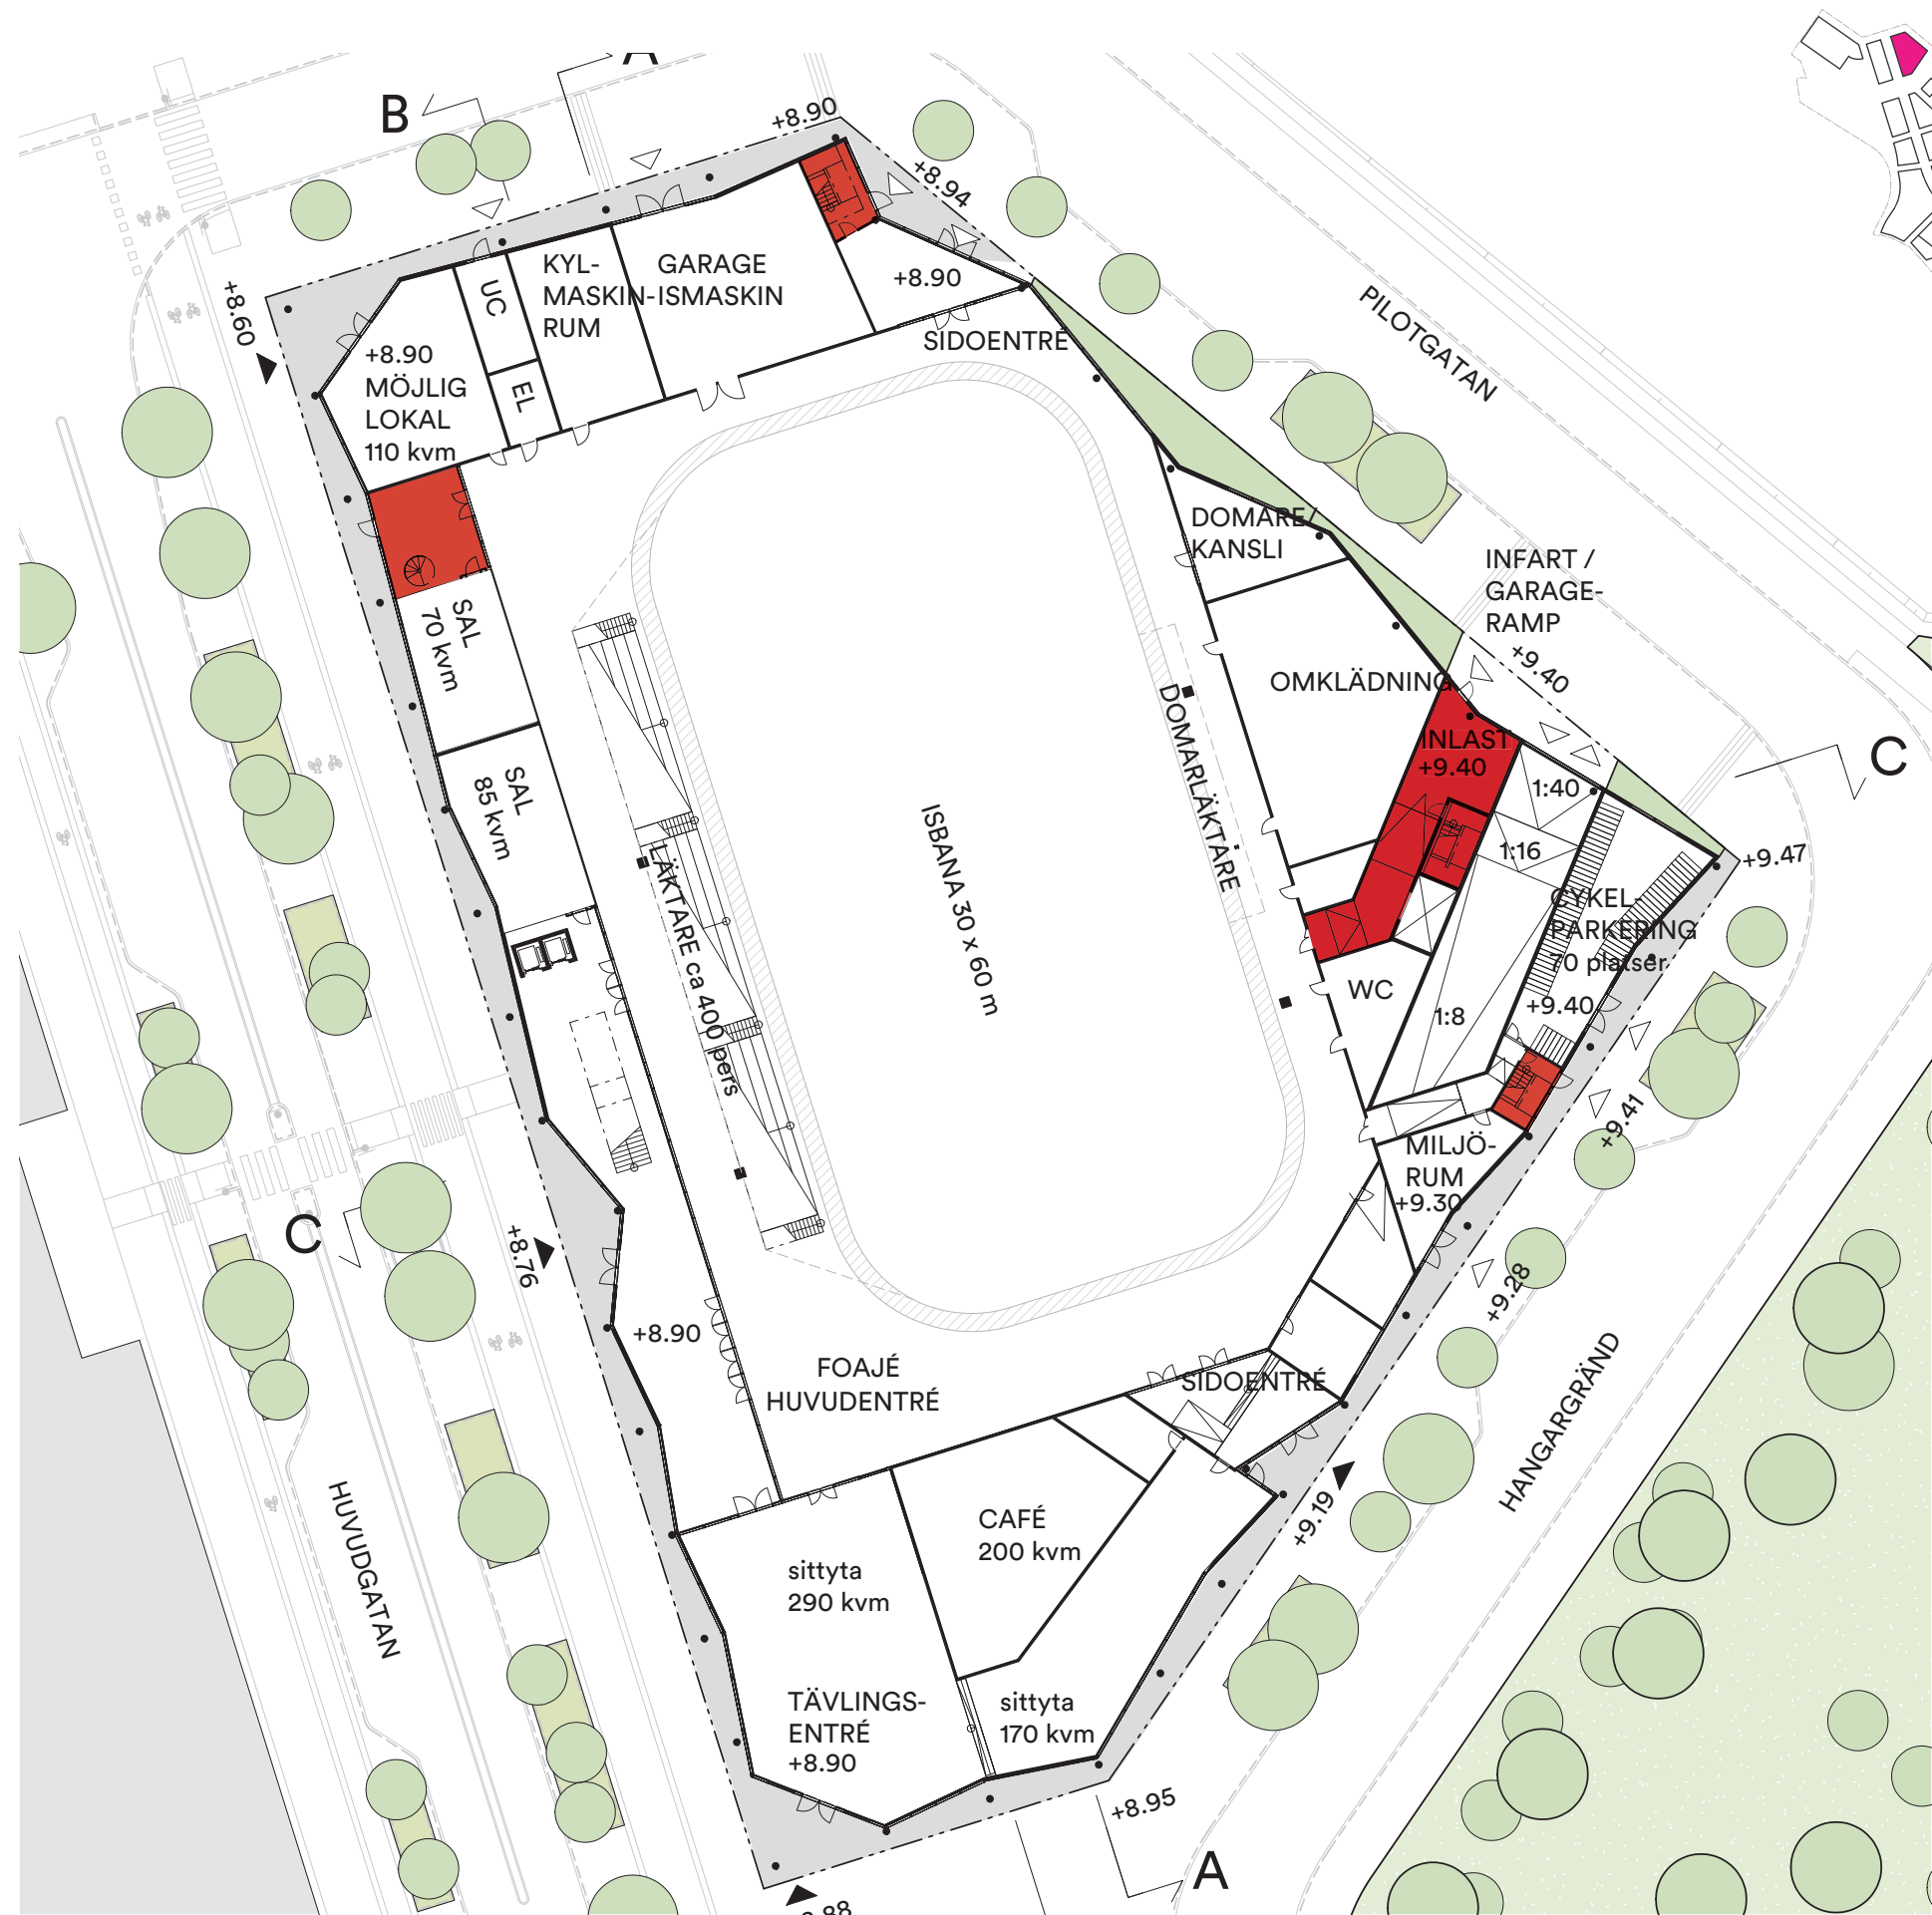 B
+8.90
+8.94
+8.60
UC
KYL-
MASKIN-
RUM
GARAGE
ISMASKIN
+8.90
SIDOENTRÉ
PILOTGATAN
EL
+8.90
MÖJLIG
LOKAL
110 kvm
DOMARE/
KANSLI
INFART /
GARAGE-
RAMP
+9.40
SAL
70 kvm
OMKLÄDNING
DOMARLÄKTARE
INLAST
+9.40
1:40
C
SAL
85 kvm
1:16
+9.47
LÄKTARE ca 400 pers
ISBANA 30 x 60 m
CYKEL-
PARKERING
70 platser
+9.40
WC
1:8
+9.41
MILJÖ-
RUM
+9.30
C
+8.76
+9.28
+8.90
FOAJÉ
HUVUDENTRÉ
SIDOENTRÉ
HANGARGRÄND
HUVUDGATAN
CAFÉ
200 kvm
+9.19
sittyta
290 kvm
TÄVLINGS-
ENTRÉ
+8.90
sittyta
170 kvm
+8.95
A